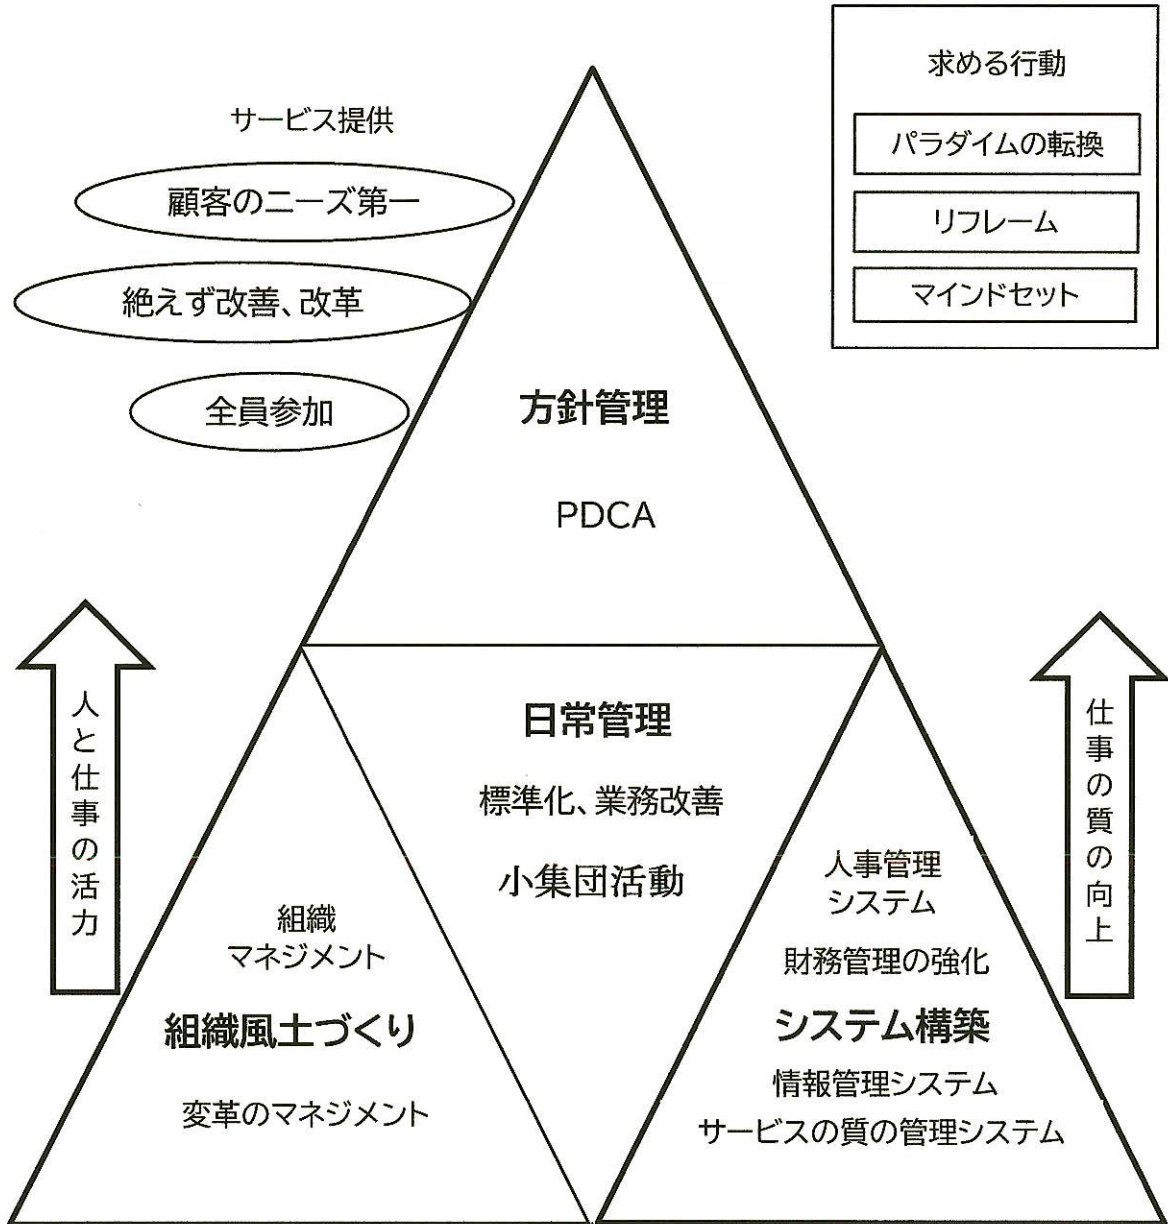 サービス提供
顧客のニーズ第一
絶えず改善、改革
全員参加
求める行動
パラダイムの転換
リフレーム
マインドセット
方針管理
PDCA
人と仕事の活力
仕事の質の向上
日常管理
標準化、業務改善
小集団活動
組織
マネジメント
組織風土づくり
変革のマネジメント
人事管理
システム
財務管理の強化
システム構築
情報管理システム
サービスの質の管理システム